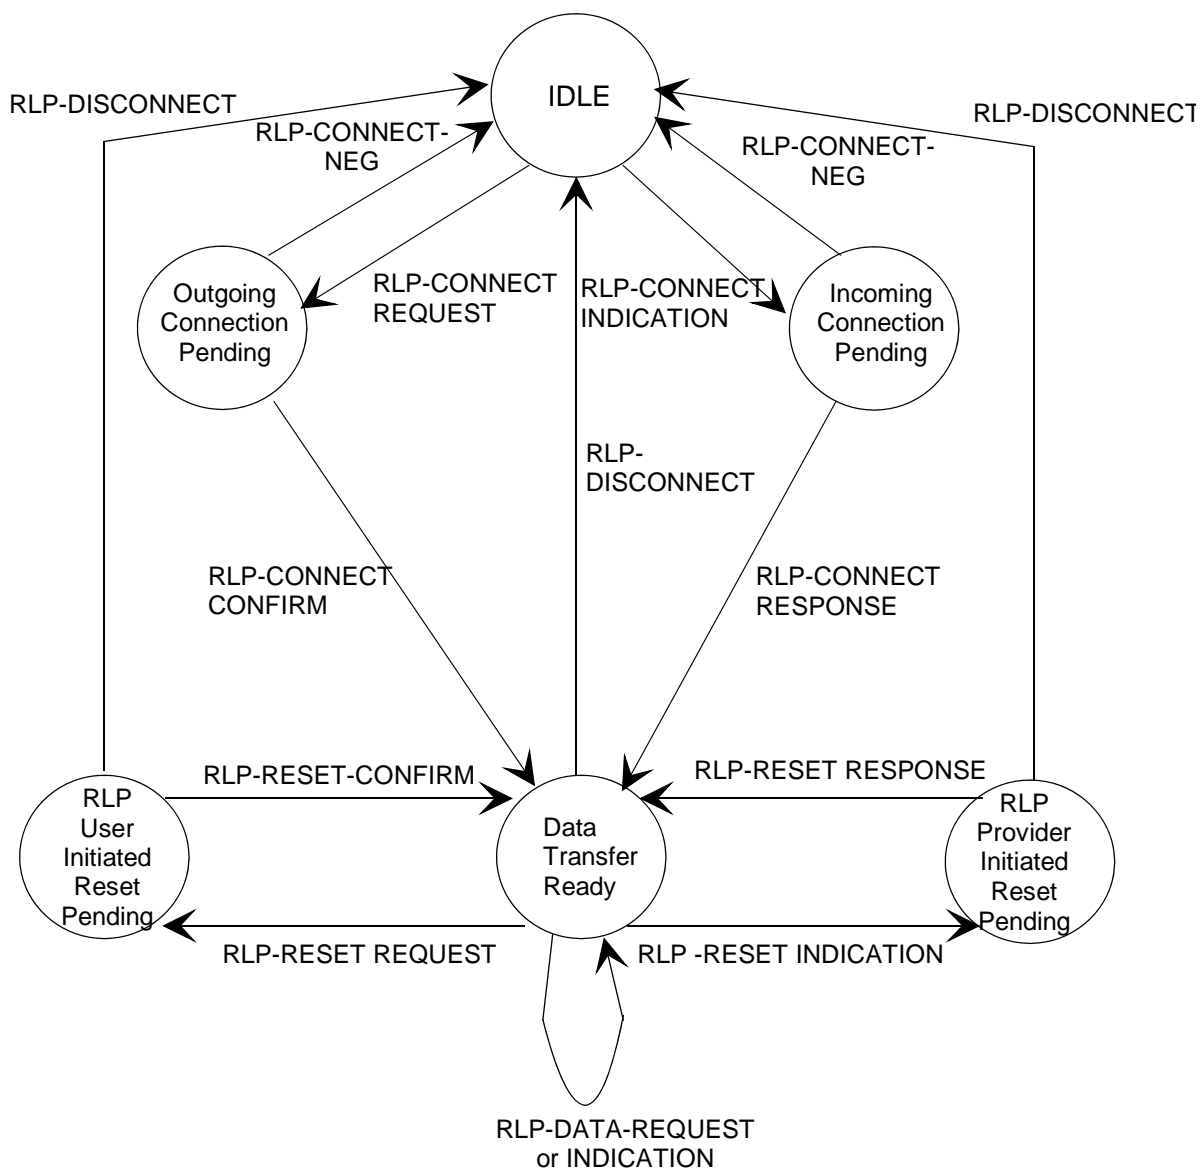 IDLE
RLP-DISCONNECT
RLP-CONNECT-
NEG
RLP-CONNECT-
NEG
RLP-DISCONNECT
Outgoing
Connection
Pending
RLP-CONNECT
REQUEST
RLP-CONNECT
INDICATION
Incoming
Connection
Pending
RLP-
DISCONNECT
RLP-CONNECT
CONFIRM
RLP-CONNECT
RESPONSE
RLP-RESET-CONFIRM
RLP-RESET RESPONSE
RLP
User
Initiated
Reset
Pending
Data
Transfer
Ready
RLP
Provider
Initiated
Reset
Pending
RLP-RESET REQUEST
RLP -RESET INDICATION
RLP-DATA-REQUEST
or INDICATION